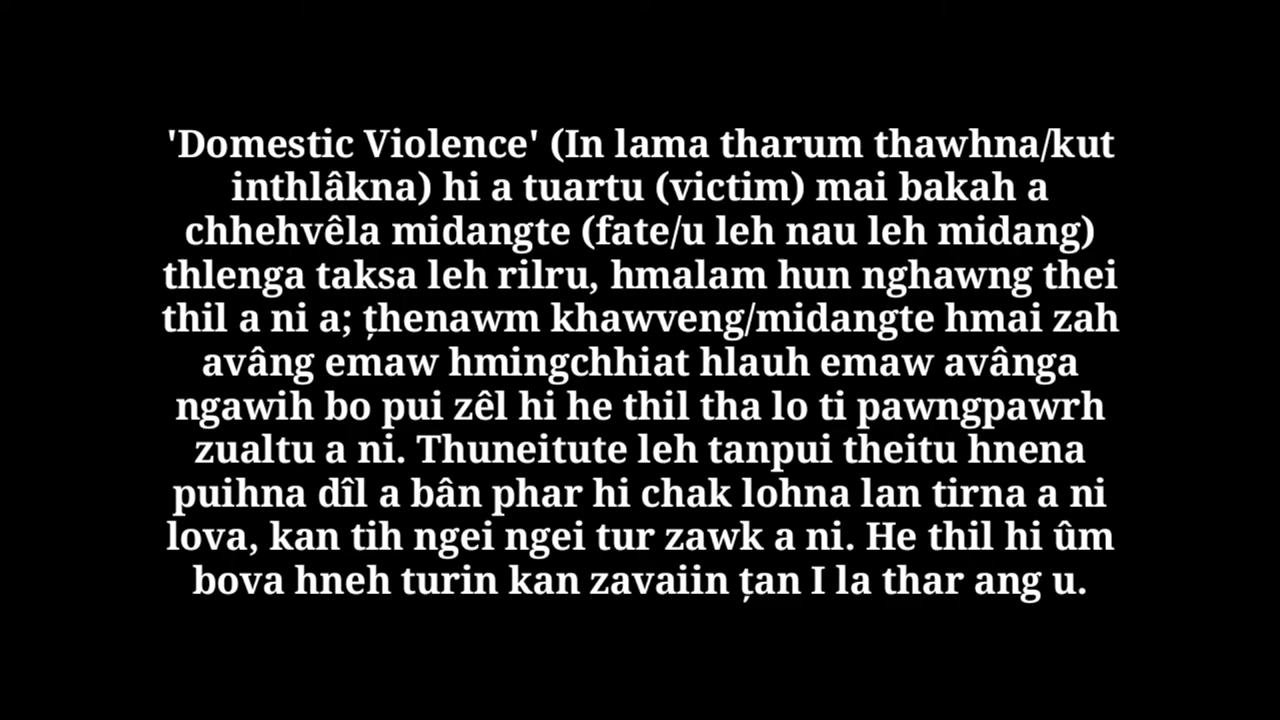 'Domestic Violence' (In lama tharum thawhna/kut
inthlâkna) hi a tuartu (victim) mai bakah a
chhehvêla midangte (fate/u leh nau leh midang)
thlenga taksa leh rilru, hmalam hun nghawng thei
thil a ni a; ṭhenawm khawveng/midangte hmai zah
avâng emaw hmingchhiat hlauh emaw avânga
ngawih bo pui zêl hi he thil tha lo ti pawngpawrh
zualtu a ni. Thuneitute leh tanpui theitu hnena
puihna dîl a bân phar hi chak lohna lan tirna a ni
lova, kan tih ngei ngei tur zawk a ni. He thil hi ûm
bova hneh turin kan zavaiin ṭan I la thar ang u.